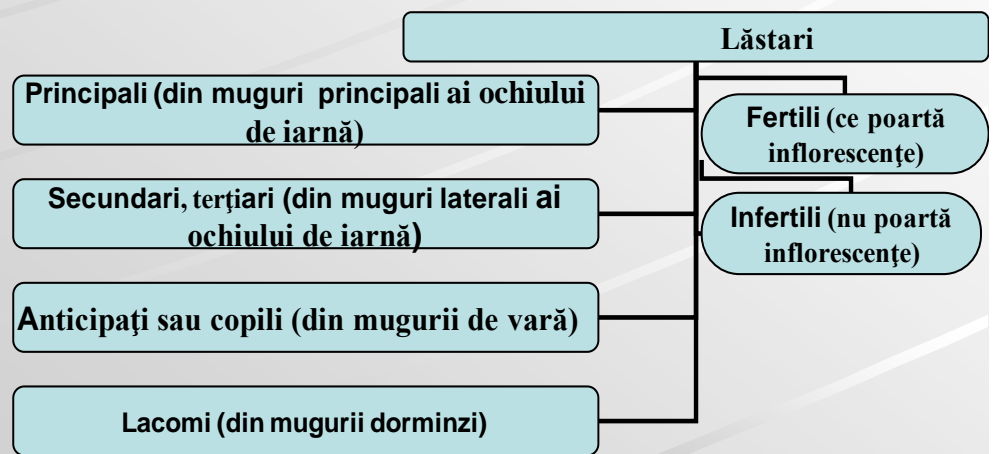 Lăstari
Principali (din muguri principali ai ochiului
de iarnă)
Secundari, terţiari (din muguri laterali ai
ochiului de iarnă)
Anticipaţi sau copili (din mugurii de vară)
Lacomi (din mugurii dorminzi)
Fertili (ce poartă
inflorescenţe)
Infertili (nu poartă
inflorescenţe)